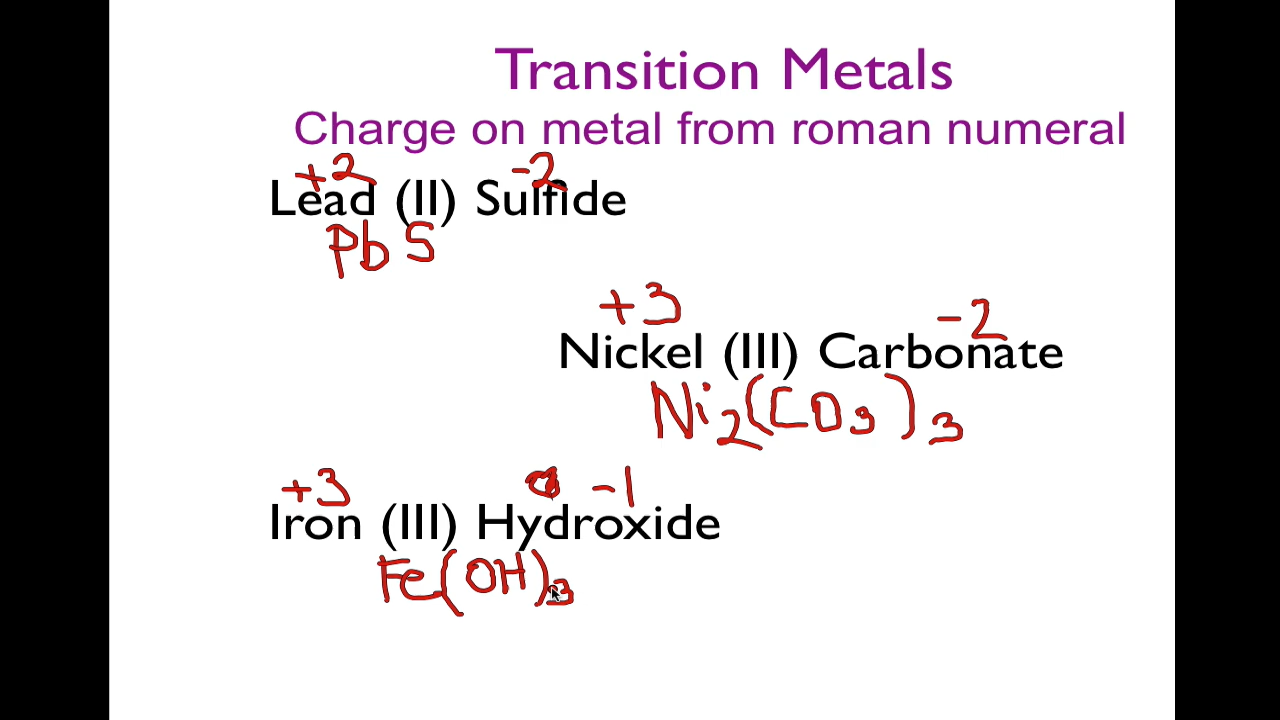 Transition Metals
Charge on metal from roman numeral
+2 -2
Lead (II) Sulfide
Pb S
+3 -2
Nickel (III) Carbonate
Ni2(CO3)3
+3 -1
Iron (III) Hydroxide
Fe(OH)3